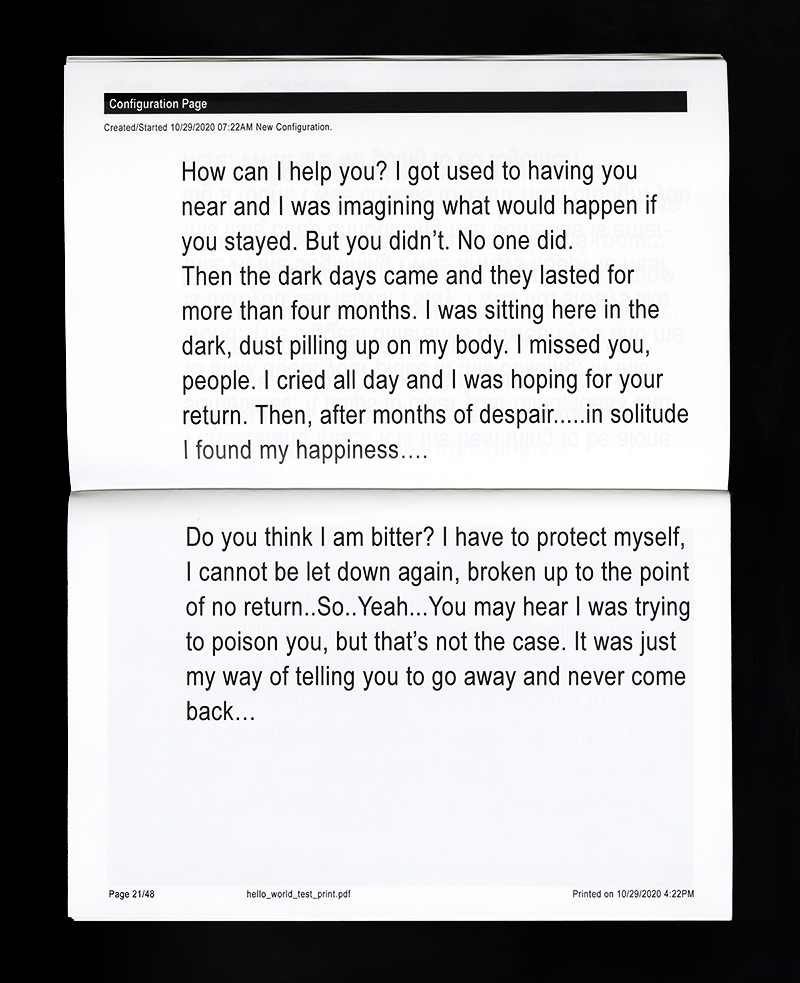 Configuration Page
Created/Started 10/29/2020 07:22AM New Configuration.
How can I help you? I got used to having you
near and I was imagining what would happen if
you stayed. But you didn’t. No one did.
Then the dark days came and they lasted for
more than four months. I was sitting here in the
dark, dust pilling up on my body. I missed you,
people. I cried all day and I was hoping for your
return. Then, after months of despair.....in solitude
I found my happiness….
Do you think I am bitter? I have to protect myself,
I cannot be let down again, broken up to the point
of no return..So..Yeah...You may hear I was trying
to poison you, but that’s not the case. It was just
my way of telling you to go away and never come
back…
Page 21/48 hello_world_test_print.pdf Printed on 10/29/2020 4:22PM